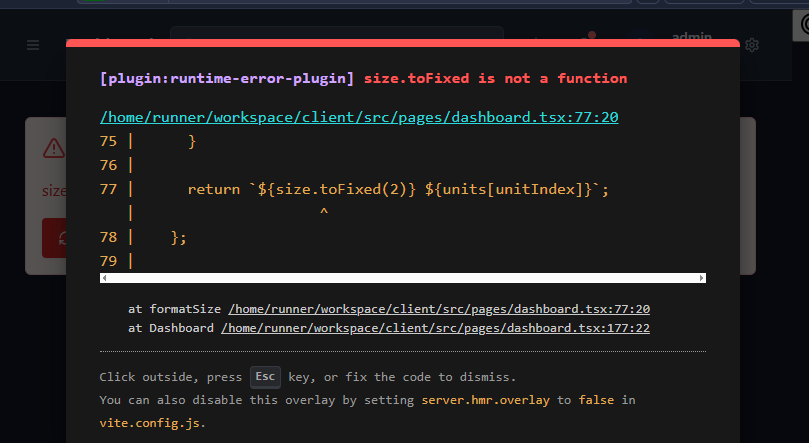 admin
[plugin:runtime-error-plugin] size.toFixed is not a function
/home/runner/workspace/client/src/pages/dashboard.tsx:77:20
75 |      }
76 |
77 |      return `${size.toFixed(2)} ${units[unitIndex]}`;
   |                     ^
78 |    };
79 |
size
at formatSize /home/runner/workspace/client/src/pages/dashboard.tsx:77:20
at Dashboard /home/runner/workspace/client/src/pages/dashboard.tsx:177:22
Click outside, press Esc key, or fix the code to dismiss.
You can also disable this overlay by setting server.hmr.overlay to false in
vite.config.js.